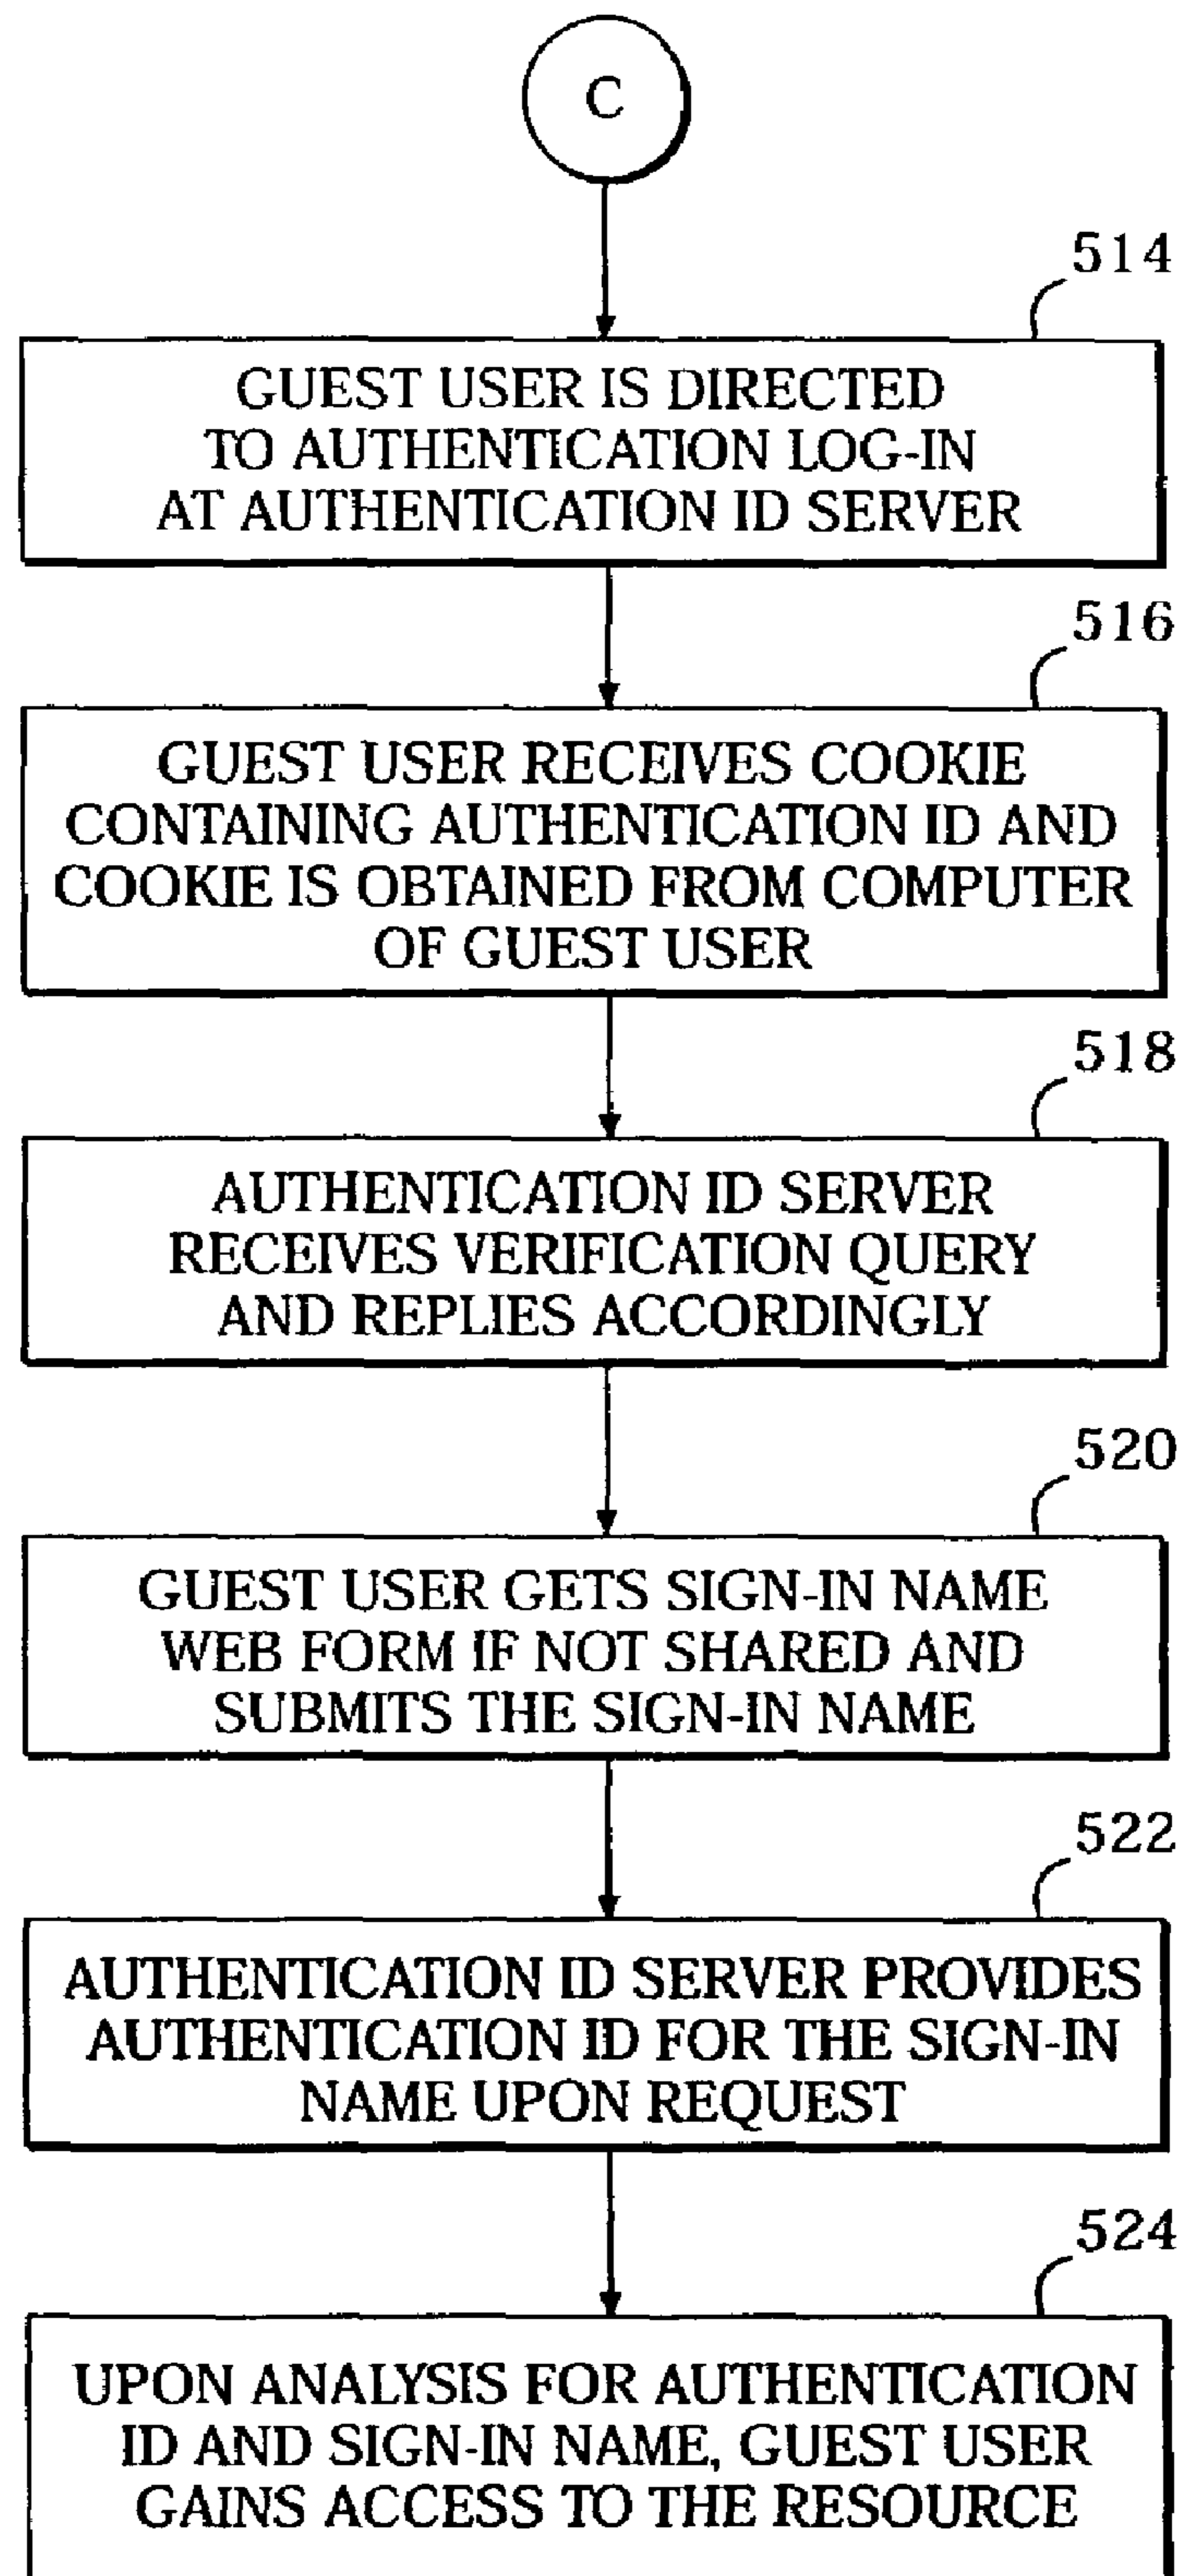 C
514
GUEST USER IS DIRECTED
TO AUTHENTICATION LOG-IN
AT AUTHENTICATION ID SERVER
516
GUEST USER RECEIVES COOKIE
CONTAINING AUTHENTICATION ID AND
COOKIE IS OBTAINED FROM COMPUTER
OF GUEST USER
518
AUTHENTICATION ID SERVER
RECEIVES VERIFICATION QUERY
AND REPLIES ACCORDINGLY
520
GUEST USER GETS SIGN-IN NAME
WEB FORM IF NOT SHARED AND
SUBMITS THE SIGN-IN NAME
522
AUTHENTICATION ID SERVER PROVIDES
AUTHENTICATION ID FOR THE SIGN-IN
NAME UPON REQUEST
524
UPON ANALYSIS FOR AUTHENTICATION
ID AND SIGN-IN NAME, GUEST USER
GAINS ACCESS TO THE RESOURCE